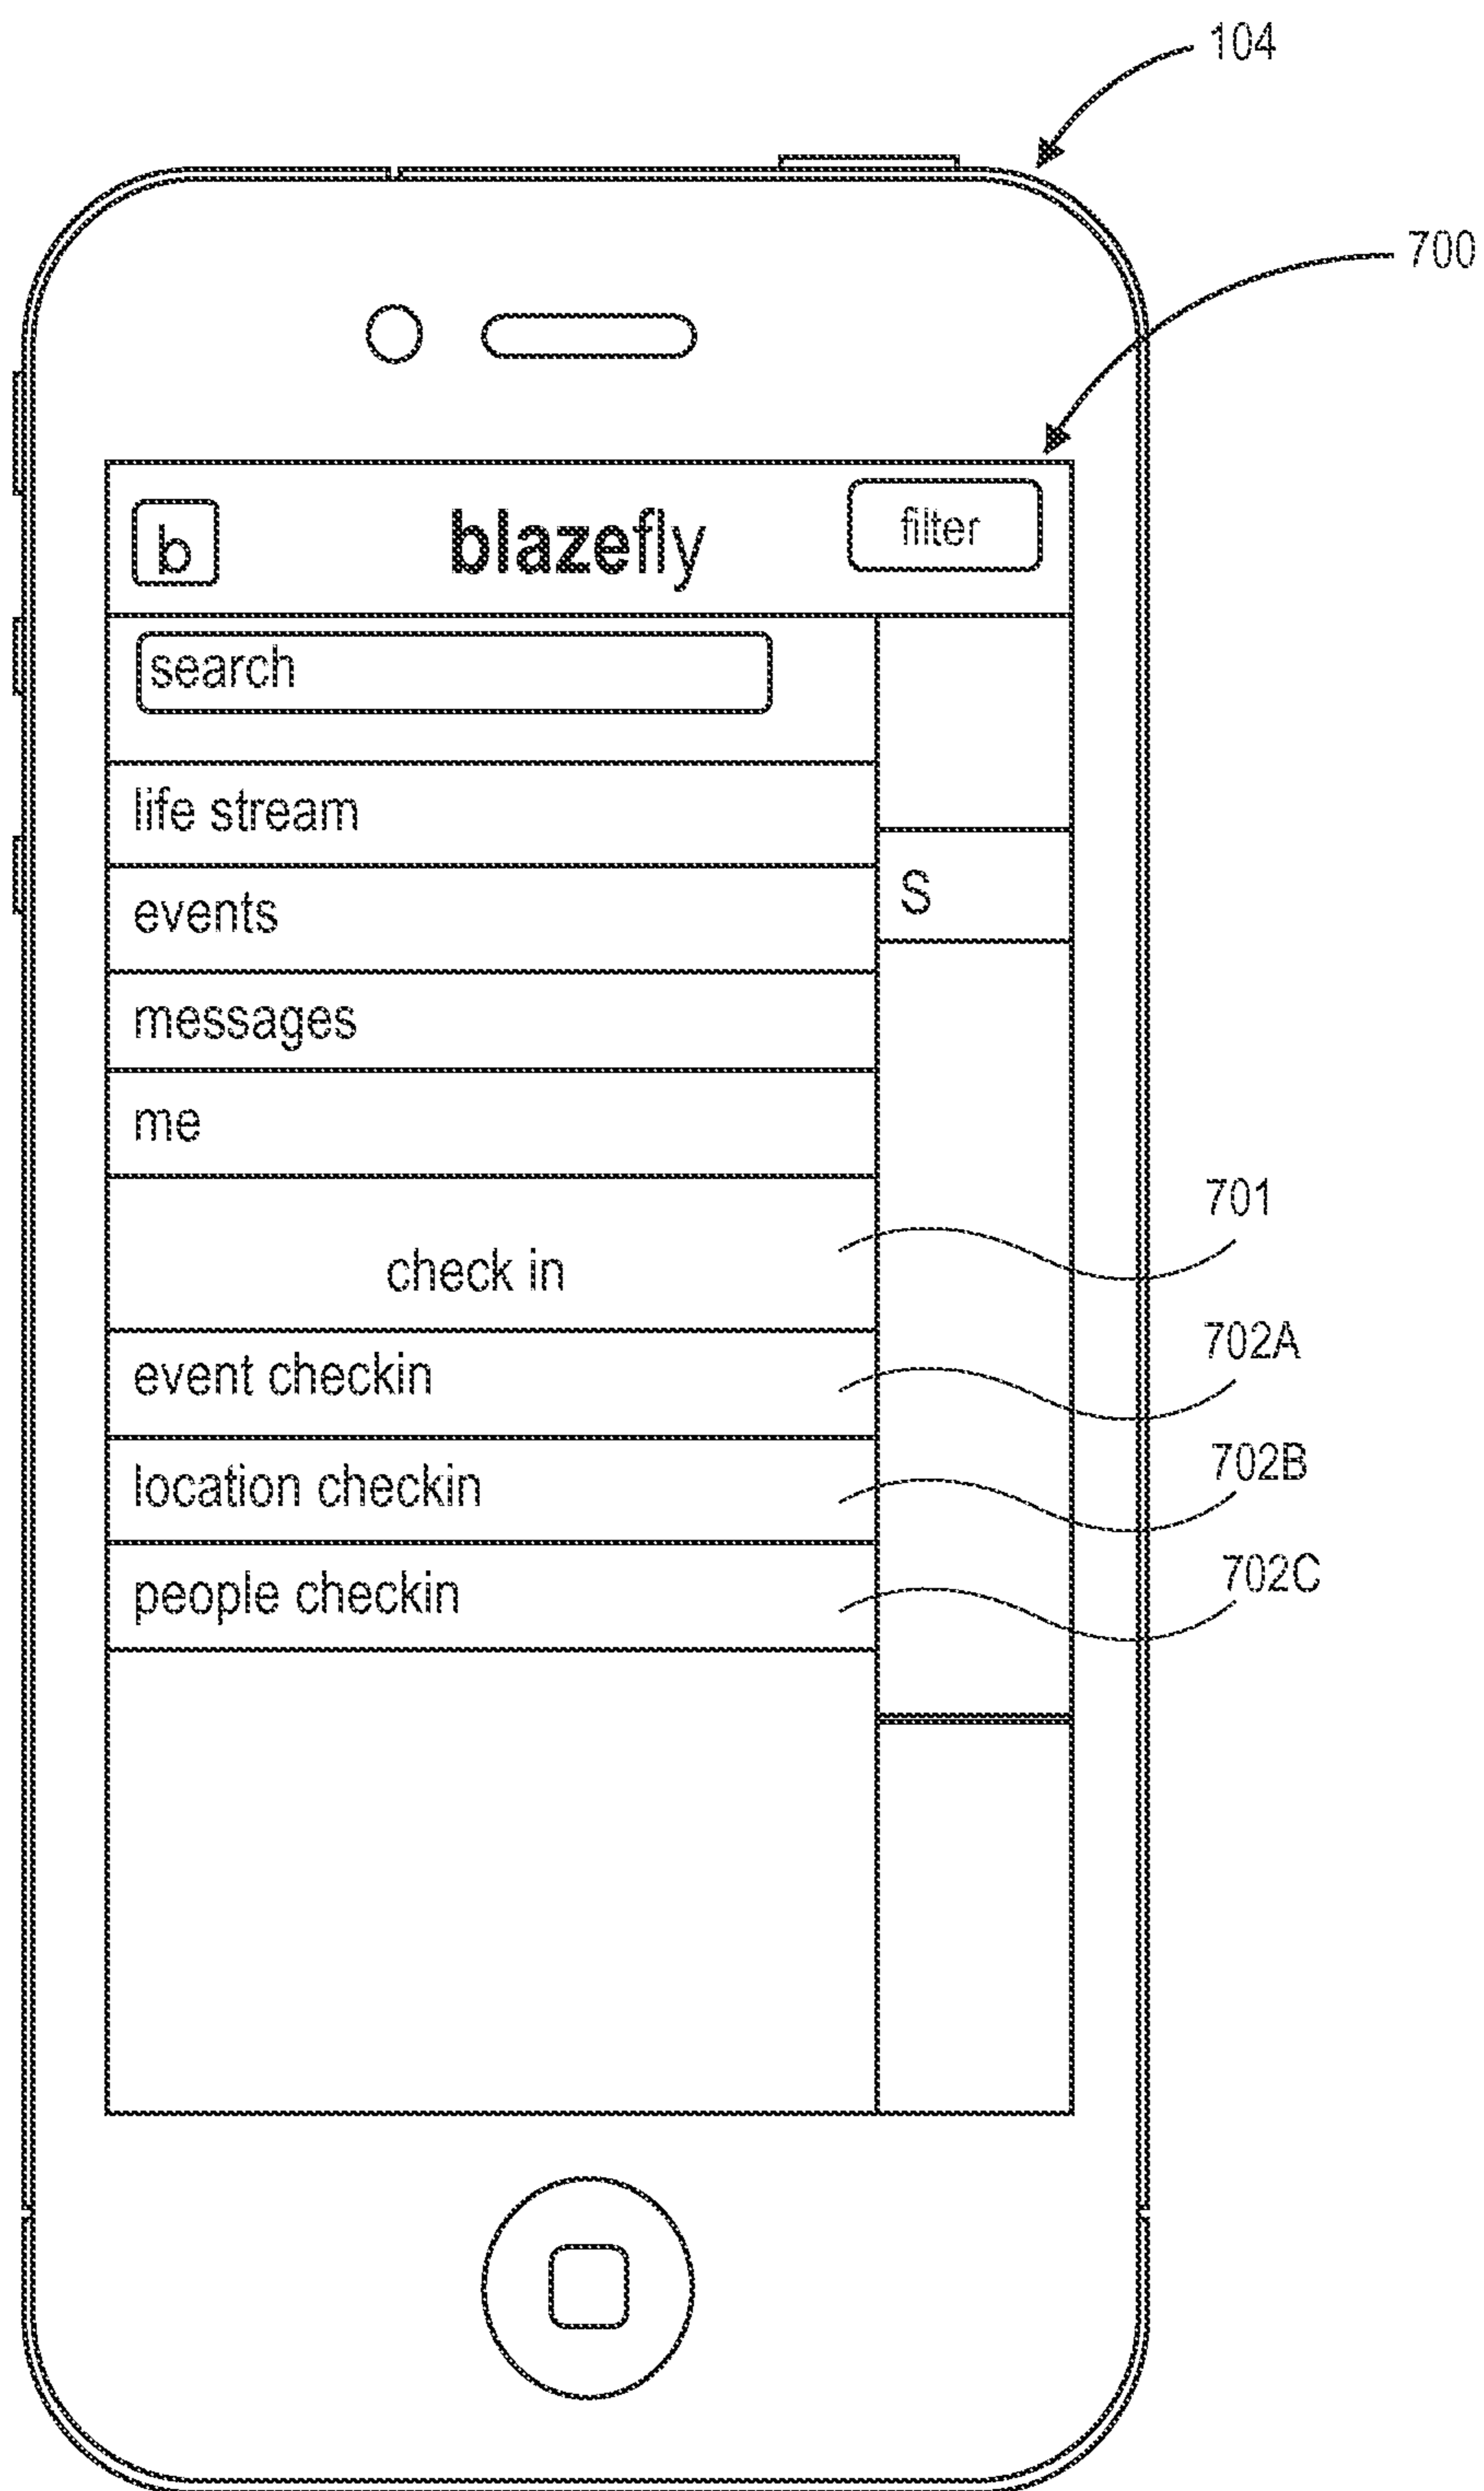 104
700
b blazefly filter
search
life stream
S
events
messages
me
701
check in
702A
event checkin
702B
location checkin
702C
people checkin